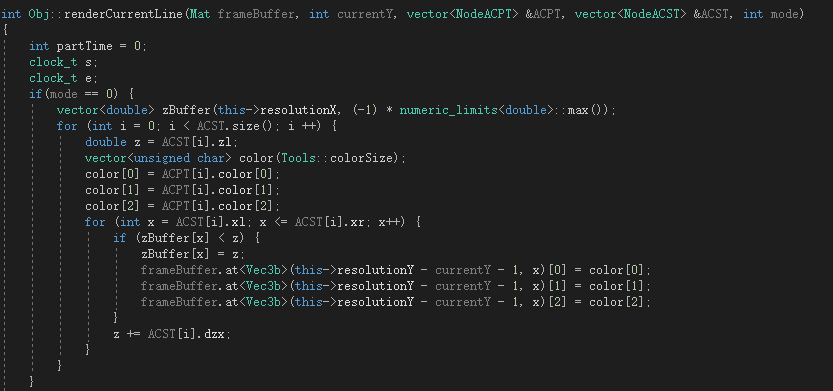 int Obj::renderCurrentLine(Mat frameBuffer, int currentY, vector<NodeACPT> &ACPT, vector<NodeACST> &ACST, int mode)
{
    int partTime = 0;
    clock_t s;
    clock_t e;
    if(mode == 0) {
        vector<double> zBuffer(this->resolutionX, (-1) * numeric_limits<double>::max());
        for (int i = 0; i < ACST.size(); i ++) {
            double z = ACST[i].zl;
            vector<unsigned char> color(Tools::colorSize);
            color[0] = ACPT[i].color[0];
            color[1] = ACPT[i].color[1];
            color[2] = ACPT[i].color[2];
            for (int x = ACST[i].xl; x <= ACST[i].xr; x++) {
                if (zBuffer[x] < z) {
                    zBuffer[x] = z;
                    frameBuffer.at<Vec3b>(this->resolutionY - currentY - 1, x)[0] = color[0];
                    frameBuffer.at<Vec3b>(this->resolutionY - currentY - 1, x)[1] = color[1];
                    frameBuffer.at<Vec3b>(this->resolutionY - currentY - 1, x)[2] = color[2];
                }
                z += ACST[i].dzx;
            }
        }
    }